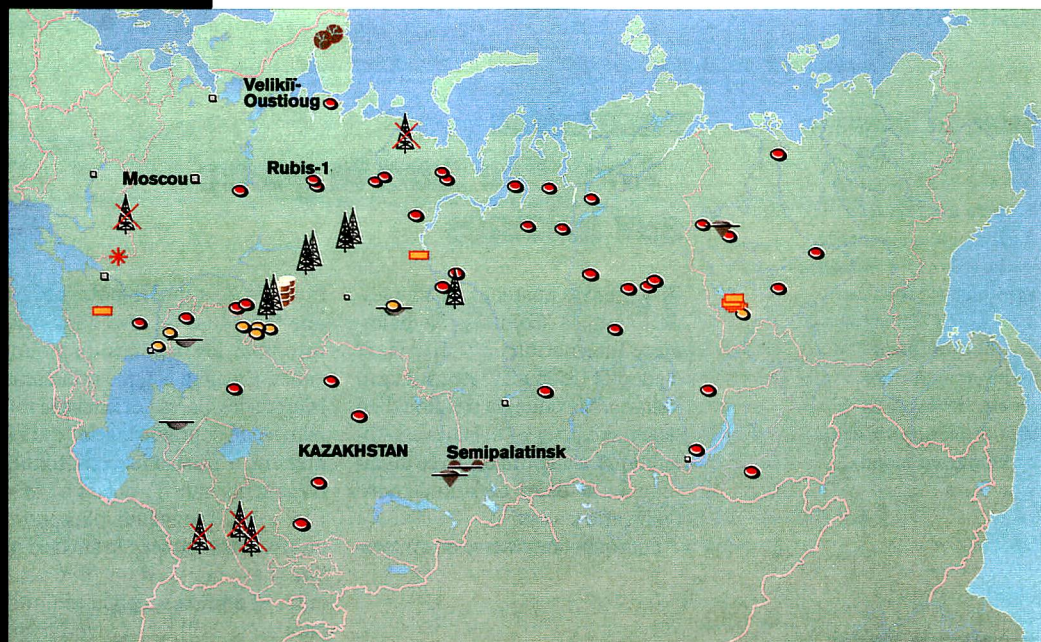 Velikiï-
Oustioug
Rubis-1
Moscou
KAZAKHSTAN
Semipalatinsk